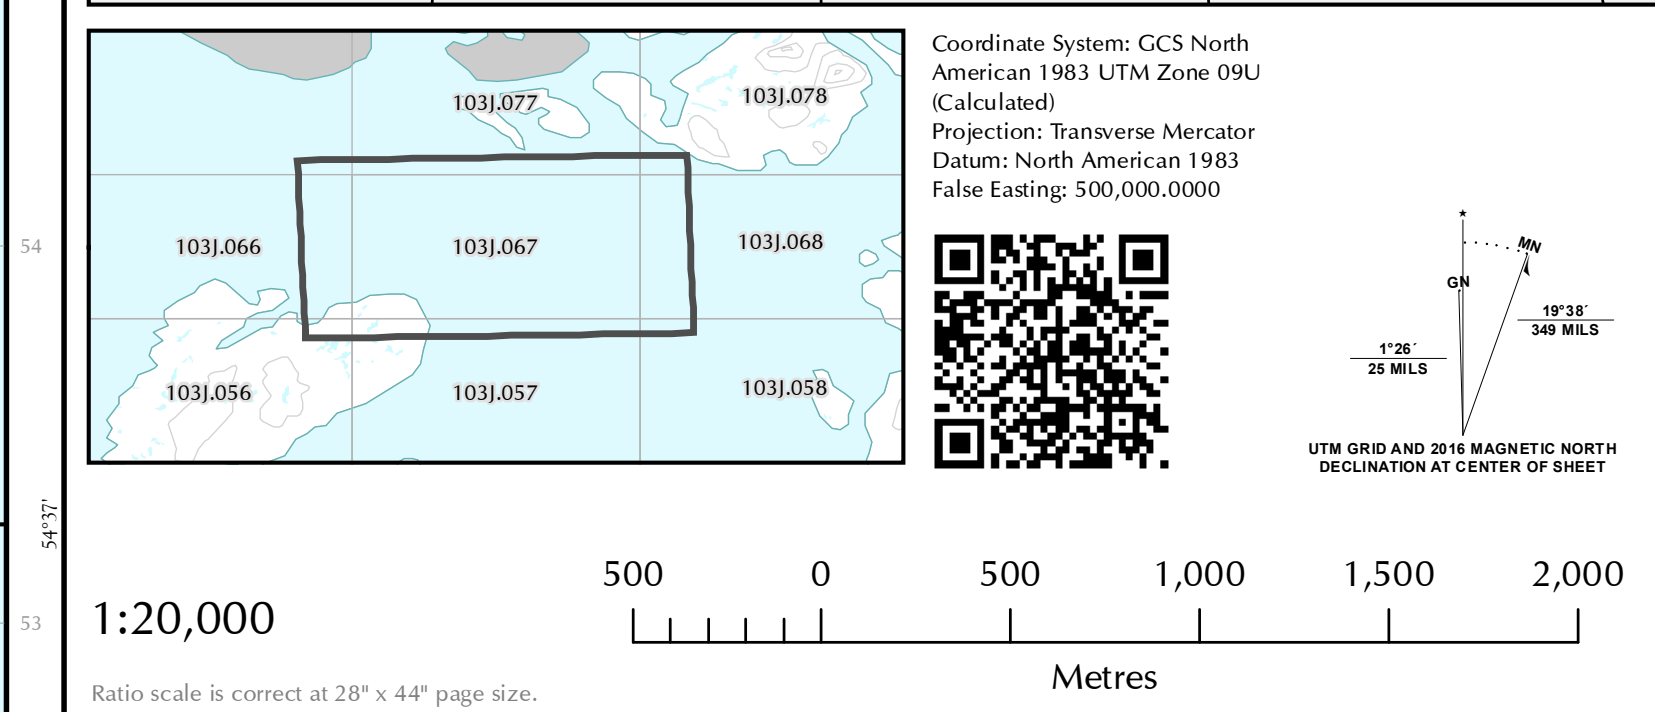 103J.077
103J.078
103J.066
103J.067
103J.068
103J.056
103J.057
103J.058
Coordinate System: GCS North
American 1983 UTM Zone 09U
(Calculated)
Projection: Transverse Mercator
Datum: North American 1983
False Easting: 500,000.0000
MN
GN
19°38´
349 MILS
1°26´
25 MILS
UTM GRID AND 2016 MAGNETIC NORTH
DECLINATION AT CENTER OF SHEET
54
54°37'
53
1:20,000
Ratio scale is correct at 28" x 44" page size.
500 0 500 1,000 1,500 2,000
Metres